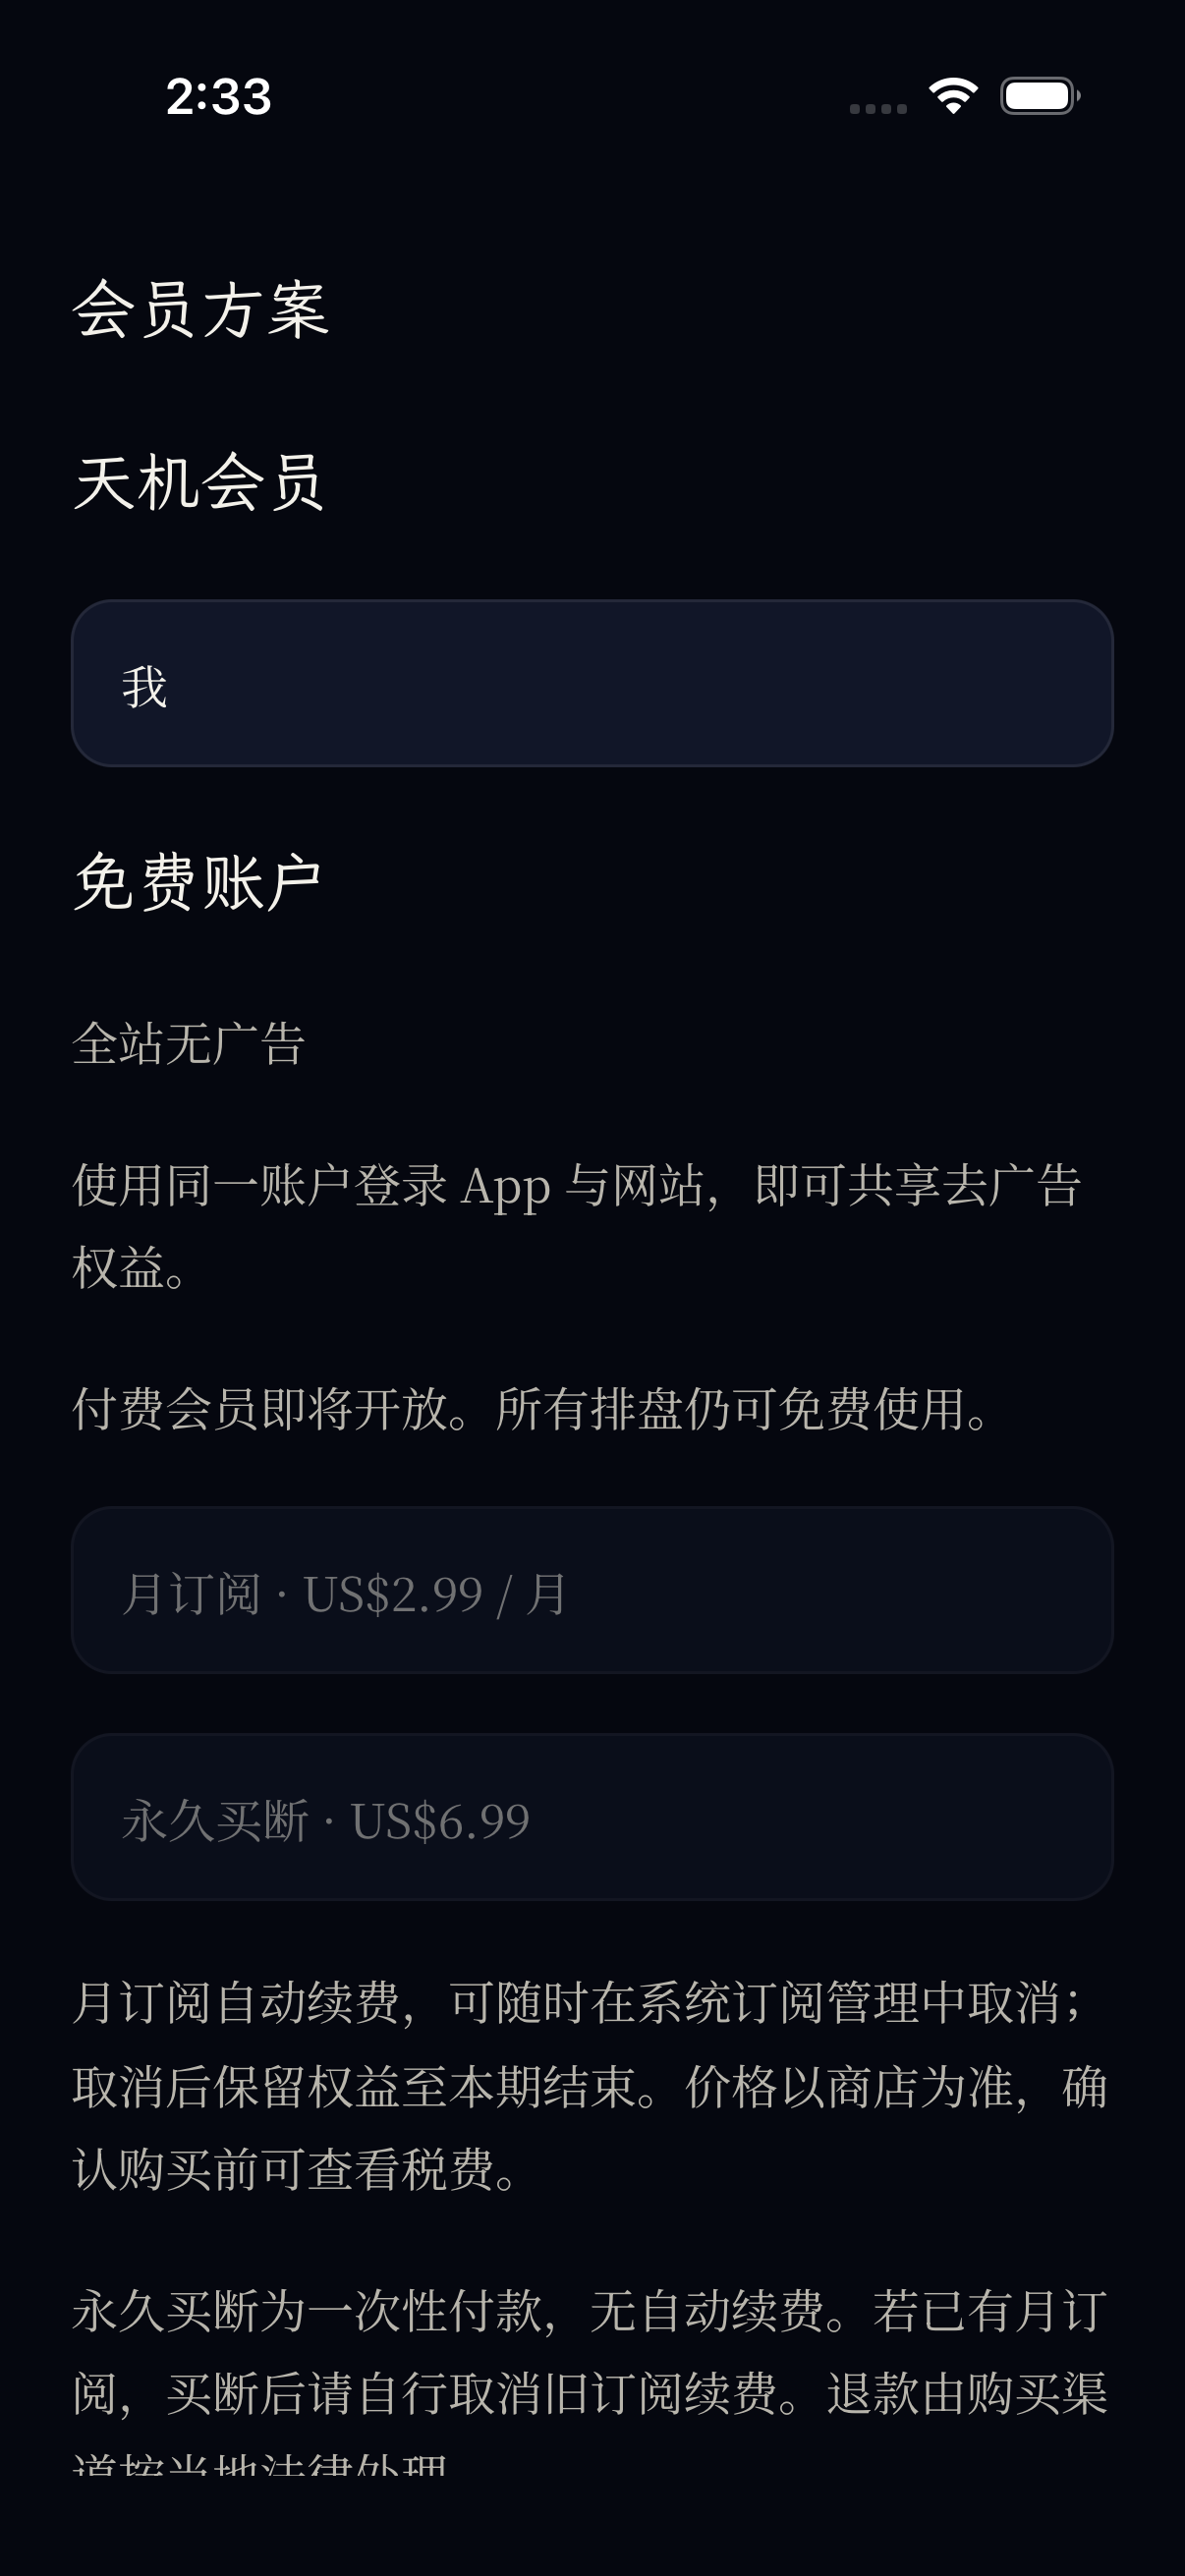 2:33
会员方案
天机会员
我
免费账户
全站无广告
使用同一账户登录 App 与网站，即可共享去广告
权益。
付费会员即将开放。所有排盘仍可免费使用。
月订阅 · US$2.99 / 月
永久买断 · US$6.99
月订阅自动续费，可随时在系统订阅管理中取消；
取消后保留权益至本期结束。价格以商店为准，确
认购买前可查看税费。
永久买断为一次性付款，无自动续费。若已有月订
阅，买断后请自行取消旧订阅续费。退款由购买渠
道按当地法律处理